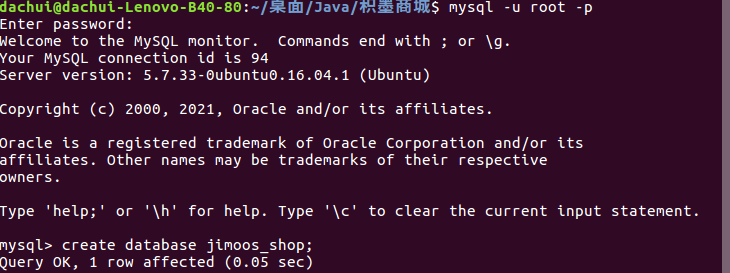 dachui@dachui-Lenovo-B40-80:~/桌面/Java/积墨商城$ mysql -u root -p
Enter password:
Welcome to the MySQL monitor.  Commands end with ; or \g.
Your MySQL connection id is 94
Server version: 5.7.33-0ubuntu0.16.04.1 (Ubuntu)
Copyright (c) 2000, 2021, Oracle and/or its affiliates.
Oracle is a registered trademark of Oracle Corporation and/or its
affiliates. Other names may be trademarks of their respective
owners.
Type 'help;' or '\h' for help. Type '\c' to clear the current input statement.
mysql> create database jimoos_shop;
Query OK, 1 row affected (0.05 sec)